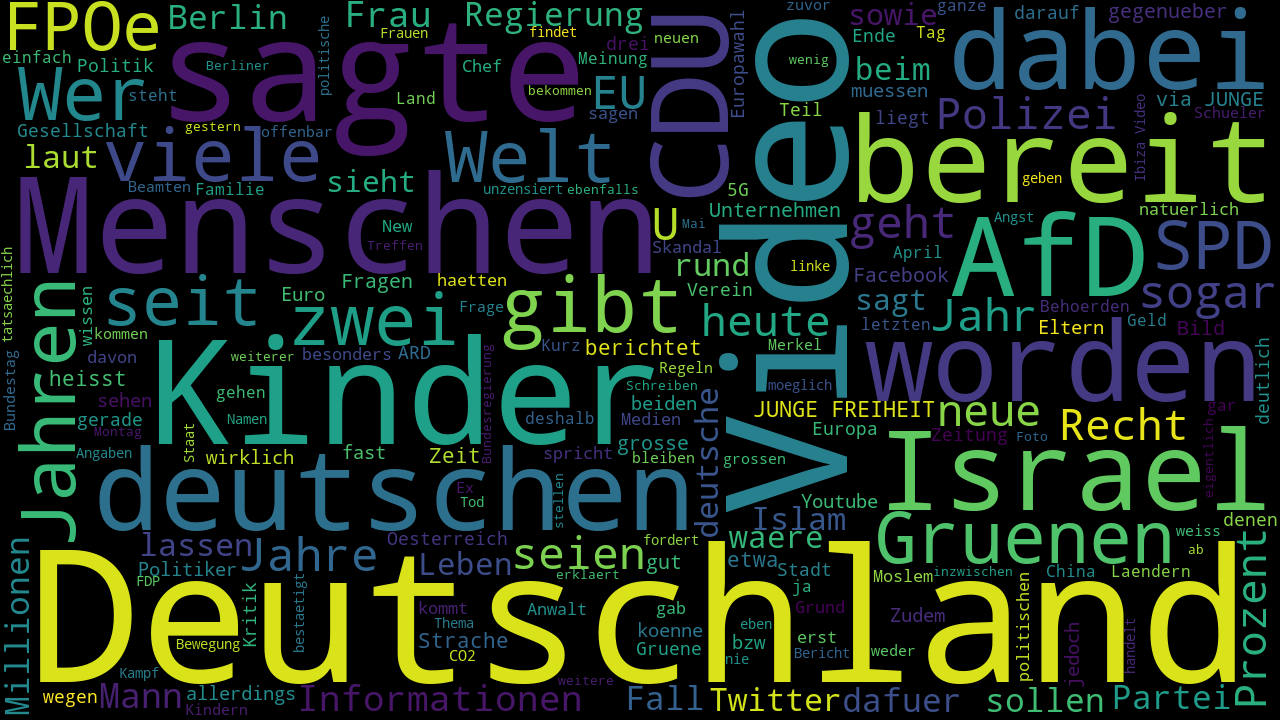 FPOe
Berlin
Frau
Regierung
zuvor
sowie
ganze
darauf
gegenueber
Frauen
findet
drei
neuen
Ende
Tag
sagte
CDU
Europawahl
Video
wenig
dabei
einfach
Politik
Berliner
politische
Chef
Meinung
beim
Wer
steht
Land
bekommen
EU
sagen
muessen
Teil
liegt
Polizei
via
JUNGE
Schueler
Gesellschaft
gestern
offenbar
laut
viele
Welt
Ibiza Video
bereit
Beamten
Familie
sieht
unzensiert
ebenfalls
5G
geben
Menschen
New
Treffen
U
Mai
Unternehmen
geht
Angst
natuerlich
Skandal
AfD
SPD
tatsaechlich
Jahren
wissen
seit
Fragen
haetten
rund
linke
April
Facebook
Euro
zwei
Frage
gibt
Verein
sagt
Behoerden
sogar
kommen
heute
letzten
Jahr
Eltern
Geld
Bild
Bundestag
davon
weiterer
besonders
ARD
Kurz
berichtet
Merkel
worden
deutlich
heisst
Kinder
Bundesregierung
Regeln
Schreiben
moeglich
sehen
gehen
beiden
deutsche
JUNGE FREIHEIT
neue
Recht
gar
gerade
Namen
deshalb
Medien
Europa
Zeitung
Foto
Montag
Staat
Angaben
wirklich
fast
Zeit
spricht
grosse
bleiben
grossen
Israel
eigentlich
deutschen
Ex
Tod
stellen
Youtube
Islam
Gruenen
denen
weiss
ab
Millionen
lassen
Jahre
Oesterreich
Leben
seien
fordert
gut
waere
etwa
Stadt
Prozent
Politiker
FDP
erklaert
ja
Moslem
inzwischen
China
Laendern
Deutschland
Kritik
bestaetigt
kommt
Thema
Anwalt
gab
Grund
Zudem
politischen
jedoch
handelt
Bewegung
Strache
CO2
koenne
Gruene
eben
bzw
nie
erst
Bericht
weder
Kampf
weitere
wegen
Mann
allerdings
Kindern
Informationen
Fall
Twitter
dafuer
sollen
Partei